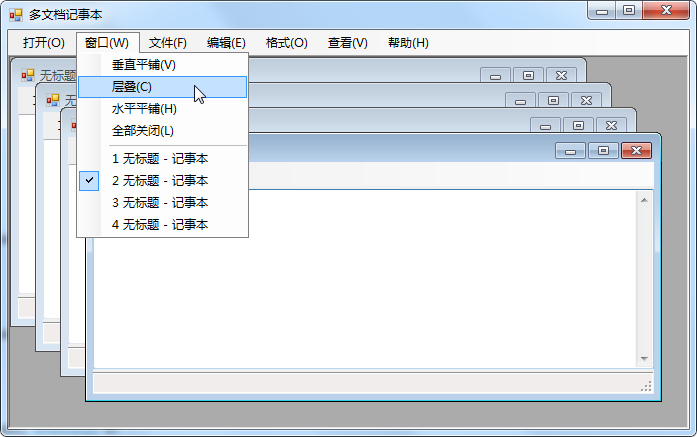 多文档记事本
打开(O) 窗口(W) 文件(F) 编辑(E) 格式(O) 查看(V) 帮助(H)
无标题
无
垂直平铺(V)
层叠(C)
水平平铺(H)
全部关闭(L)
1 无标题 - 记事本
2 无标题 - 记事本
3 无标题 - 记事本
4 无标题 - 记事本